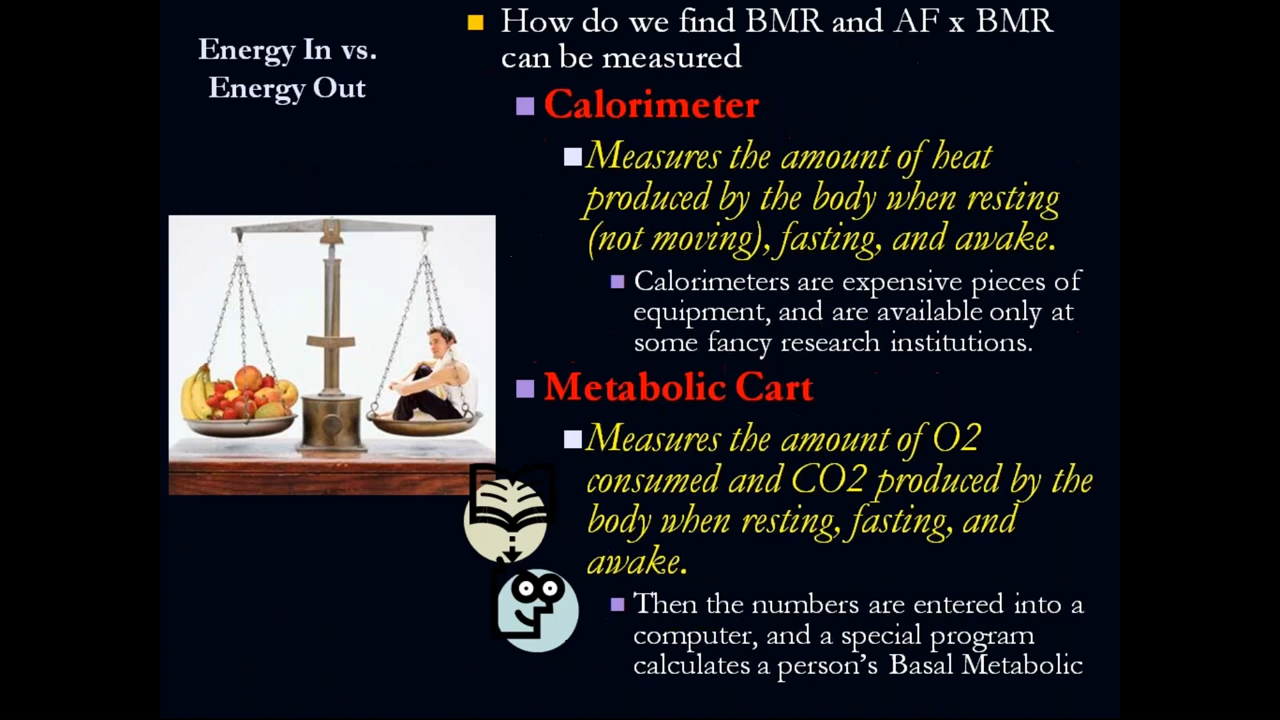 Energy In vs.
Energy Out
How do we find BMR and AF x BMR
can be measured
Calorimeter
Measures the amount of heat
produced by the body when resting
(not moving), fasting, and awake.
Calorimeters are expensive pieces of
equipment, and are available only at
some fancy research institutions.
Metabolic Cart
Measures the amount of O2
consumed and CO2 produced by the
body when resting, fasting, and
awake.
Then the numbers are entered into a
computer, and a special program
calculates a person's Basal Metabolic